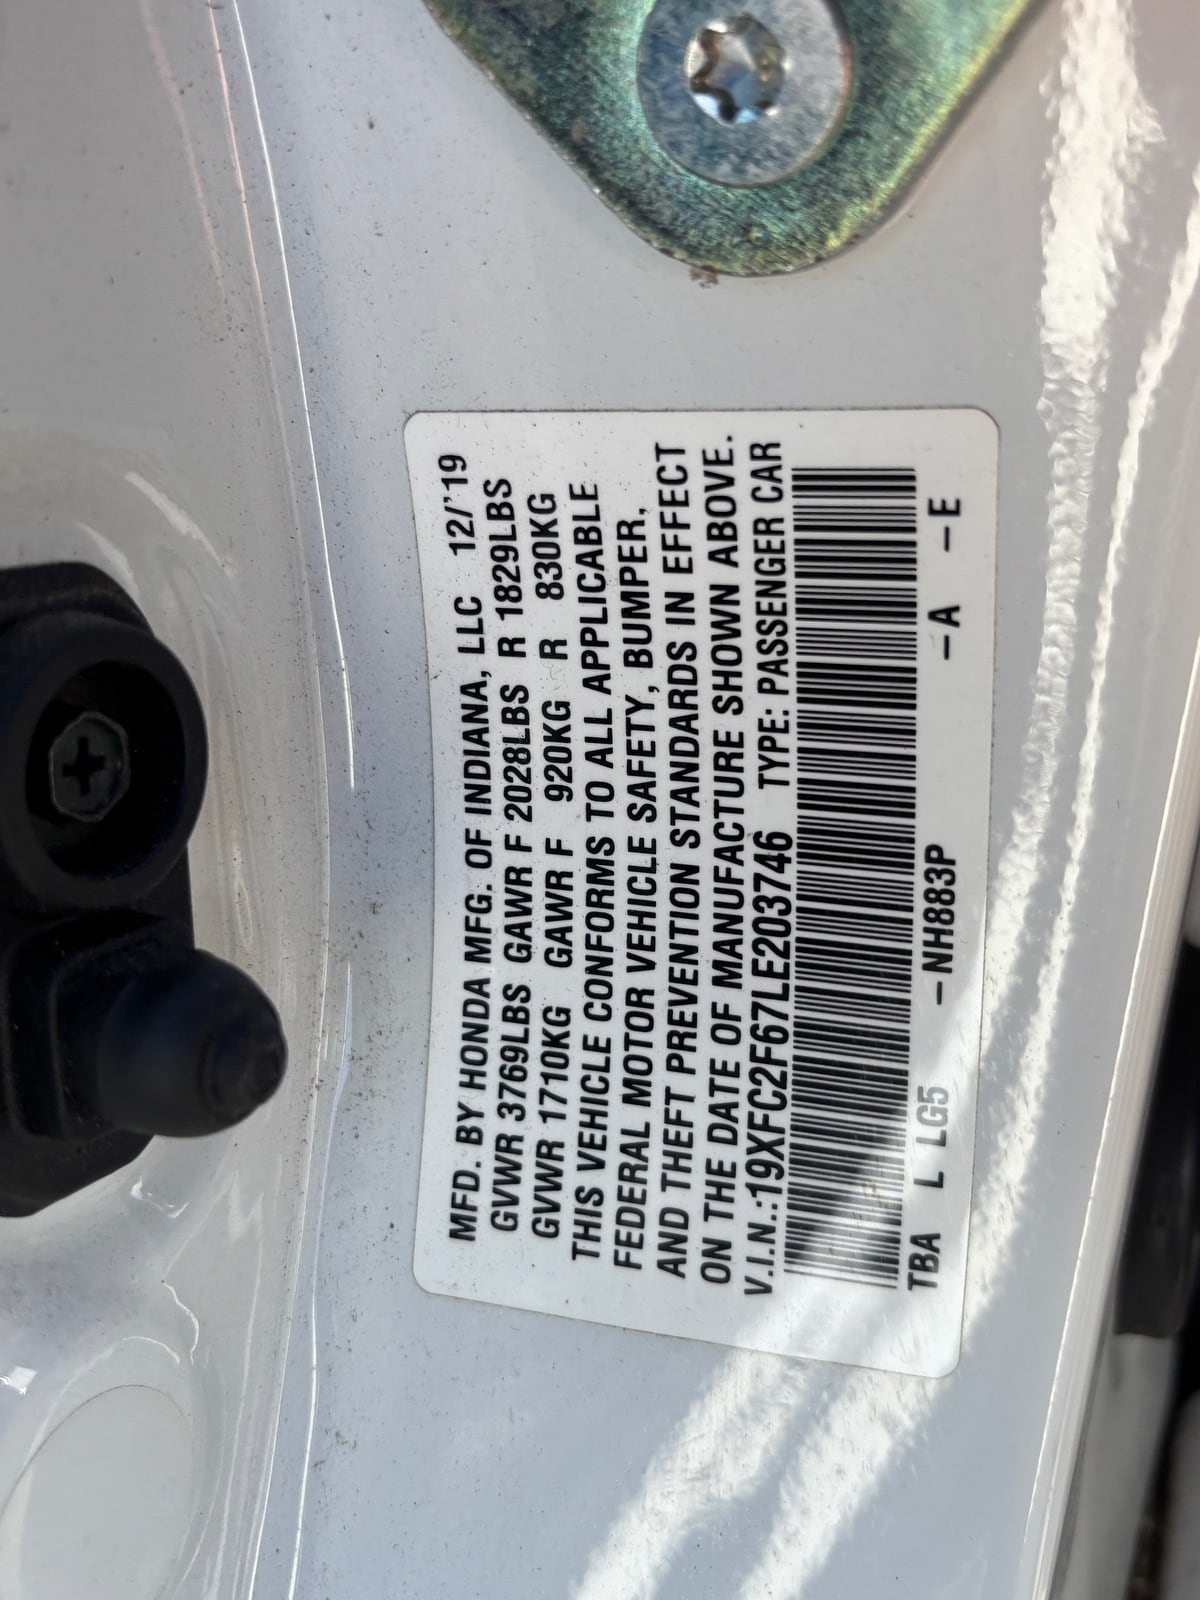 MFD. BY HONDA MFG. OF INDIANA, LLC 12/'19
GVWR 3769LBS GAWR F 2028LBS R 1829LBS
GVWR 1710KG GAWR F 920KG R 830KG
THIS VEHICLE CONFORMS TO ALL APPLICABLE
FEDERAL MOTOR VEHICLE SAFETY, BUMPER,
AND THEFT PREVENTION STANDARDS IN EFFECT
ON THE DATE OF MANUFACTURE SHOWN ABOVE.
V.I.N.:19XFC2F67LE203746 TYPE: PASSENGER CAR
TBA L LG5 –NH883P –A –E